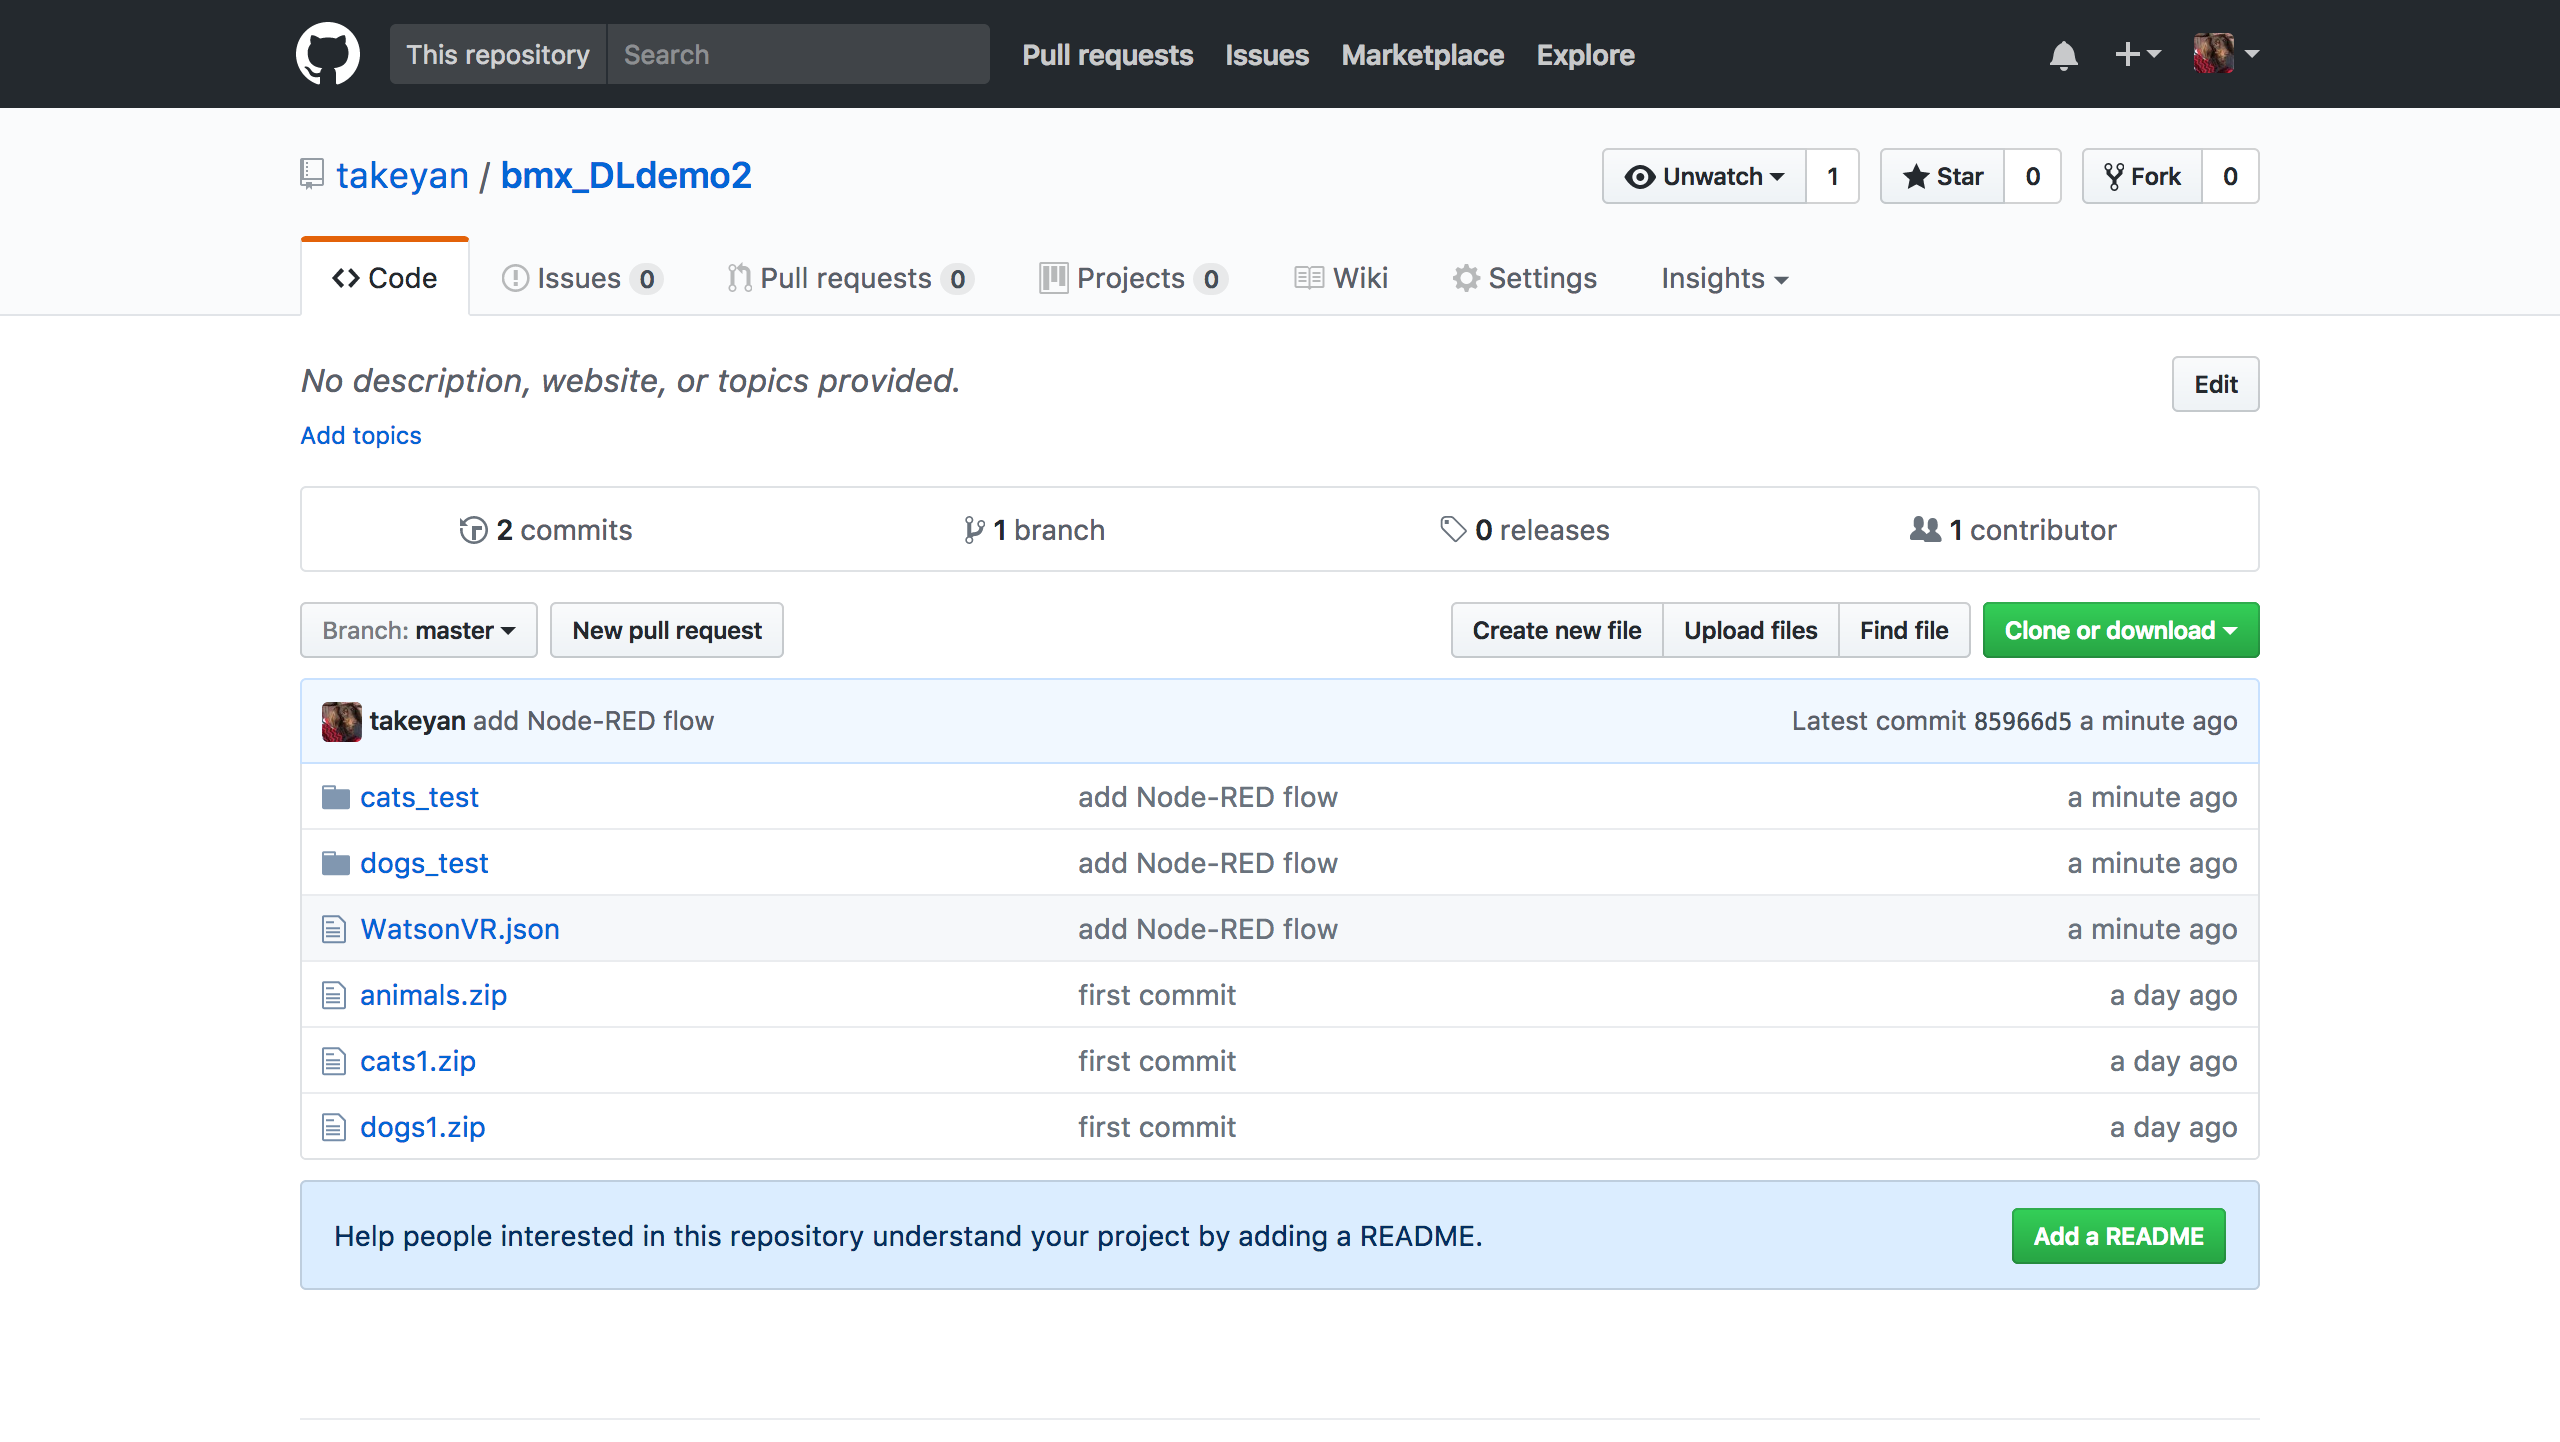 This repository Search Pull requests Issues Marketplace Explore
takeyan / bmx_DLdemo2 Unwatch 1 Star 0 Fork 0
Code Issues 0 Pull requests 0 Projects 0 Wiki Settings Insights
No description, website, or topics provided. Edit
Add topics
2 commits 1 branch 0 releases 1 contributor
Branch: master New pull request Create new file Upload files Find file Clone or download
takeyan add Node-RED flow Latest commit 85966d5 a minute ago
cats_test add Node-RED flow a minute ago
dogs_test add Node-RED flow a minute ago
WatsonVR.json add Node-RED flow a minute ago
animals.zip first commit a day ago
cats1.zip first commit a day ago
dogs1.zip first commit a day ago
Help people interested in this repository understand your project by adding a README. Add a README